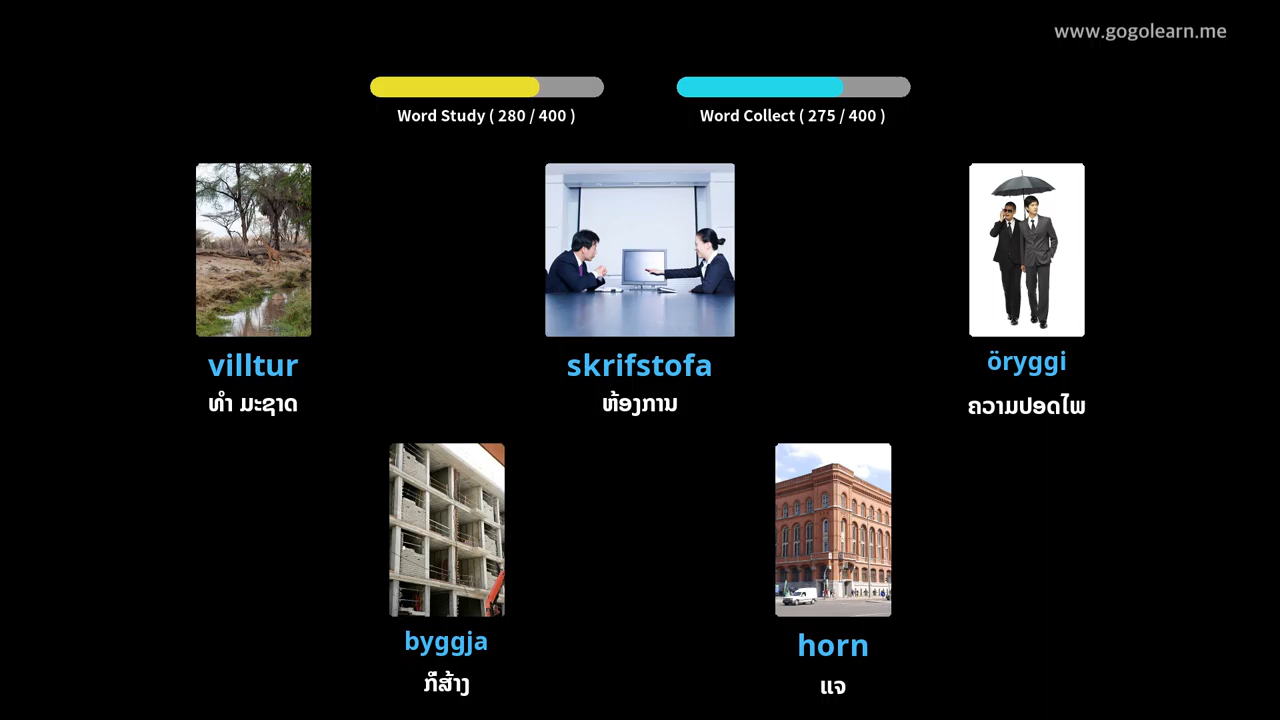 www.gogolearn.me
Word Study ( 280 / 400 )
Word Collect ( 275 / 400 )
villtur
ທຳ ມະຊາດ
skrifstofa
ຫ້ອງການ
öryggi
ຄວາມປອດໄພ
byggja
ກໍ່ສ້າງ
horn
ແຈ